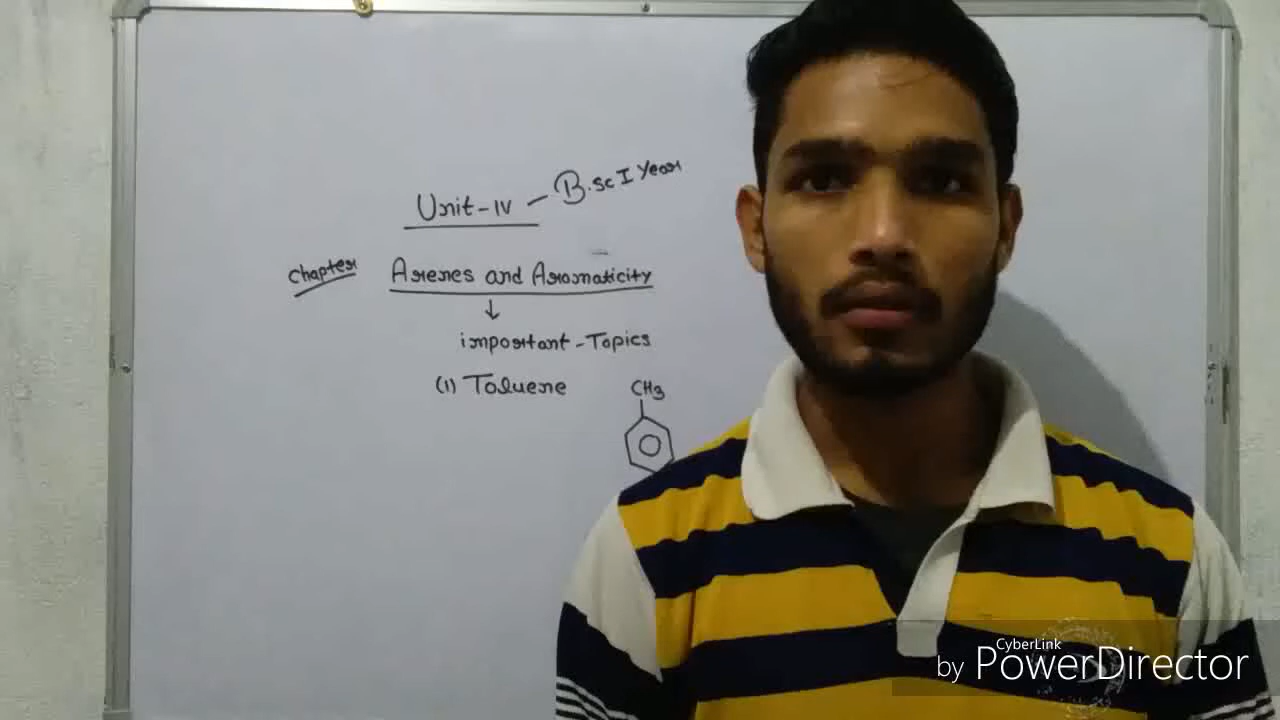 Unit-IV - B.Sc I Year
Chapter Arenes and Aromaticity
important-Topics
(1) Toluene
CH3
CyberLink
by PowerDirector